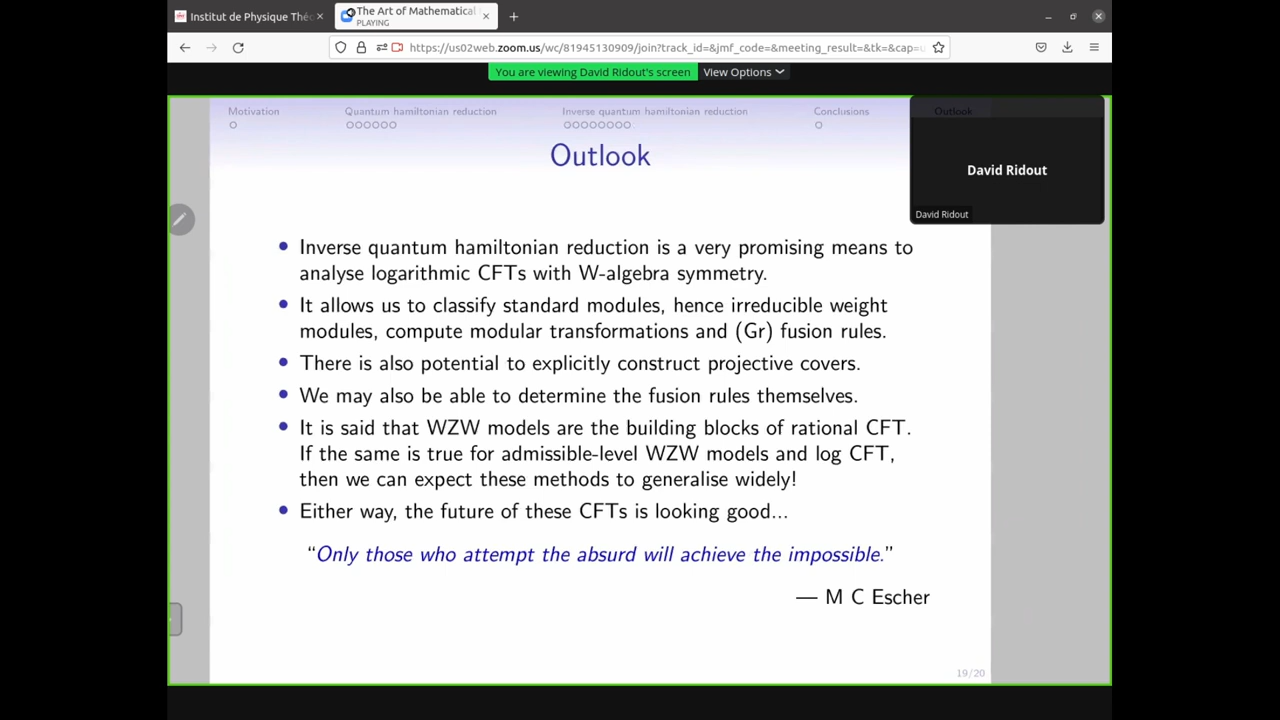 Institut de Physique Théo
The Art of Mathematical
PLAYING
https://us02web.zoom.us/wc/81945130909/join?track_id=&jmf_code=&meeting_result=&tk=&cap=
You are viewing David Ridout's screen
View Options
Motivation
Quantum hamiltonian reduction
Inverse quantum hamiltonian reduction
Conclusions
Outlook
Outlook
David Ridout
David Ridout
• Inverse quantum hamiltonian reduction is a very promising means to
analyse logarithmic CFTs with W-algebra symmetry.
• It allows us to classify standard modules, hence irreducible weight
modules, compute modular transformations and (Gr) fusion rules.
• There is also potential to explicitly construct projective covers.
• We may also be able to determine the fusion rules themselves.
• It is said that WZW models are the building blocks of rational CFT.
If the same is true for admissible-level WZW models and log CFT,
then we can expect these methods to generalise widely!
• Either way, the future of these CFTs is looking good...
“Only those who attempt the absurd will achieve the impossible.”
— M C Escher
19/20